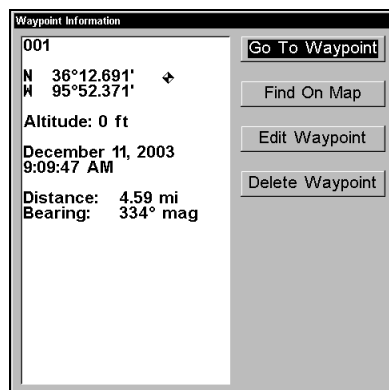 Waypoint Information
001
N 36°12.691'
W 95°52.371'
Altitude: 0 ft
December 11, 2003
9:09:47 AM
Distance: 4.59 mi
Bearing: 334° mag
Go To Waypoint
Find On Map
Edit Waypoint
Delete Waypoint